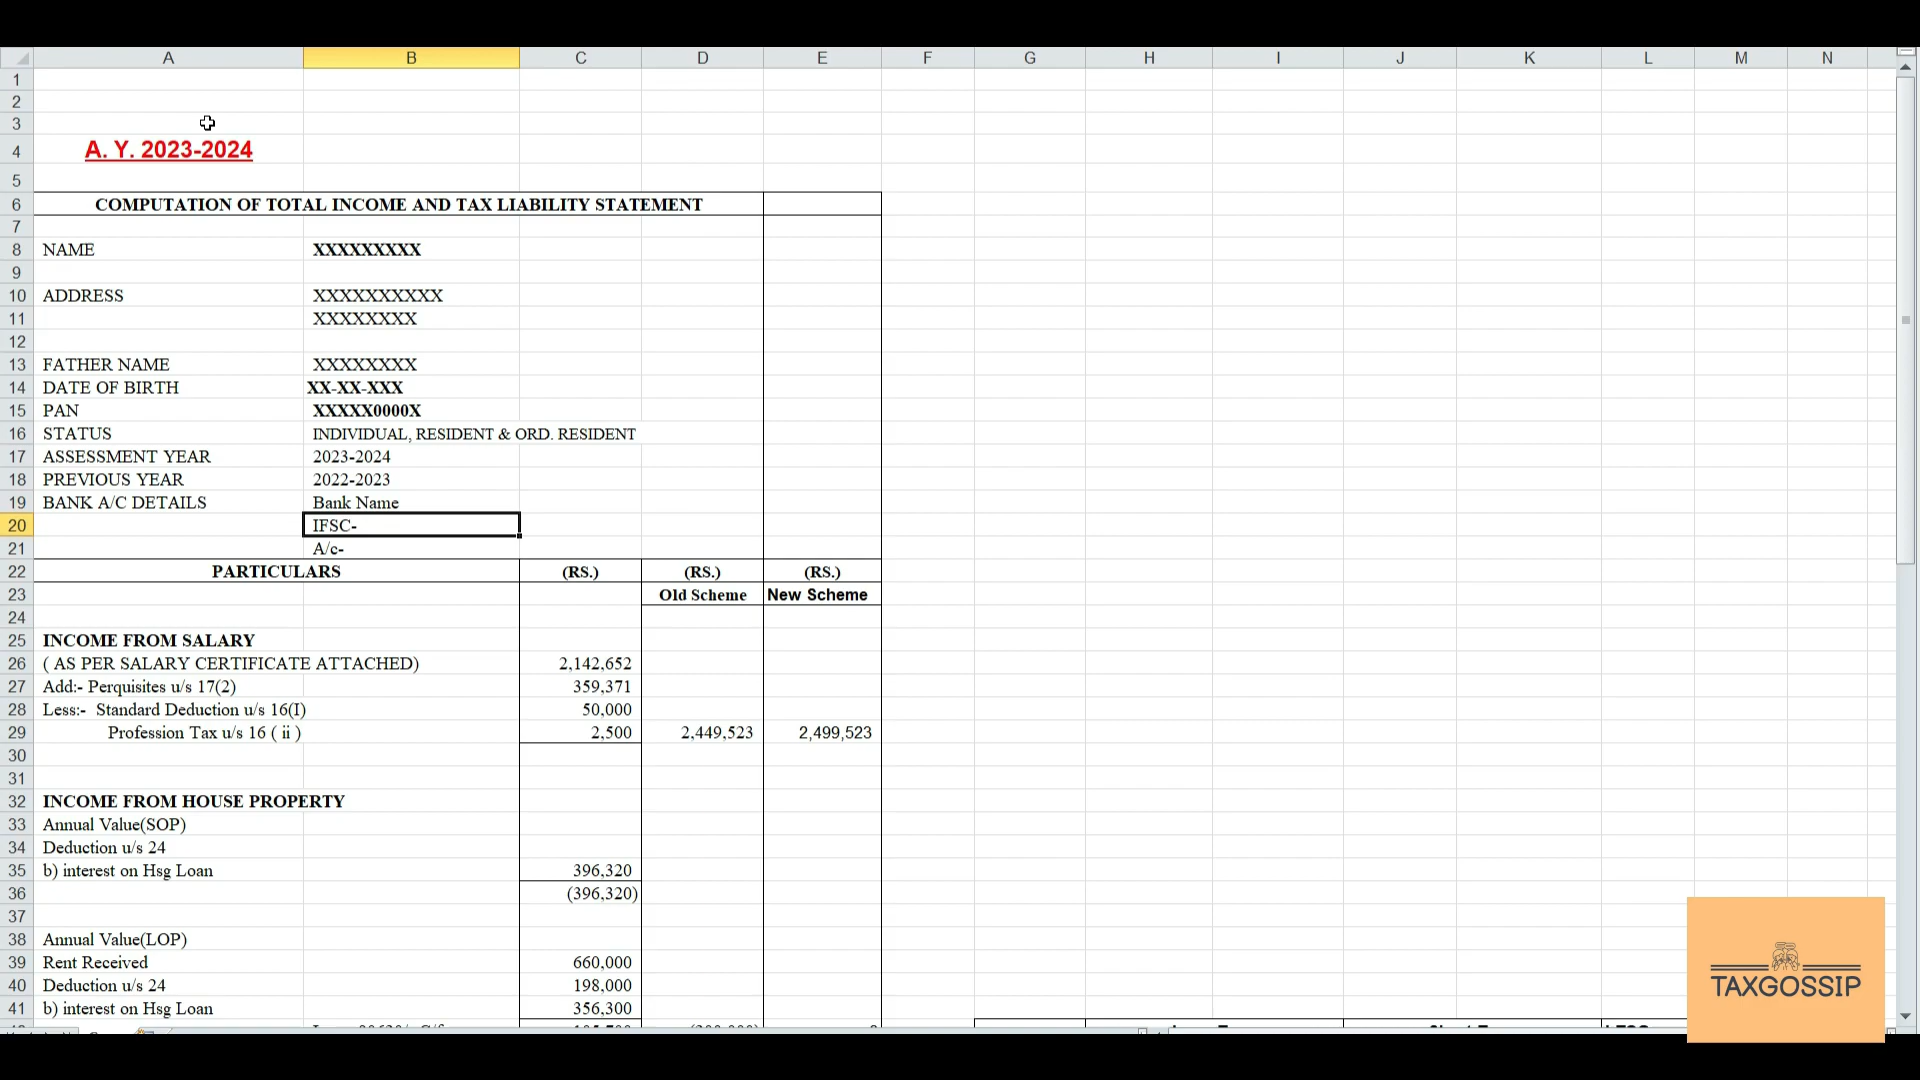 A B C D E F G H I J K L M N
1
2
3
4 A. Y. 2023-2024
5
6 COMPUTATION OF TOTAL INCOME AND TAX LIABILITY STATEMENT
7
8 NAME XXXXXXXXX
9
10 ADDRESS XXXXXXXXXX
11 XXXXXXXX
12
13 FATHER NAME XXXXXXXX
14 DATE OF BIRTH XX-XX-XXX
15 PAN XXXXX0000X
16 STATUS INDIVIDUAL, RESIDENT & ORD. RESIDENT
17 ASSESSMENT YEAR 2023-2024
18 PREVIOUS YEAR 2022-2023
19 BANK A/C DETAILS Bank Name
20 IFSC-
21 A/c-
22 PARTICULARS (RS.) (RS.) (RS.)
23 Old Scheme New Scheme
24
25 INCOME FROM SALARY
26 ( AS PER SALARY CERTIFICATE ATTACHED) 2,142,652
27 Add:- Perquisites u/s 17(2) 359,371
28 Less:- Standard Deduction u/s 16(I) 50,000
29 Profession Tax u/s 16 ( ii ) 2,500 2,449,523 2,499,523
30
31
32 INCOME FROM HOUSE PROPERTY
33 Annual Value(SOP)
34 Deduction u/s 24
35 b) interest on Hsg Loan 396,320
36 (396,320)
37
38 Annual Value(LOP)
39 Rent Received 660,000
40 Deduction u/s 24 198,000
41 b) interest on Hsg Loan 356,300
TAXGOSSIP